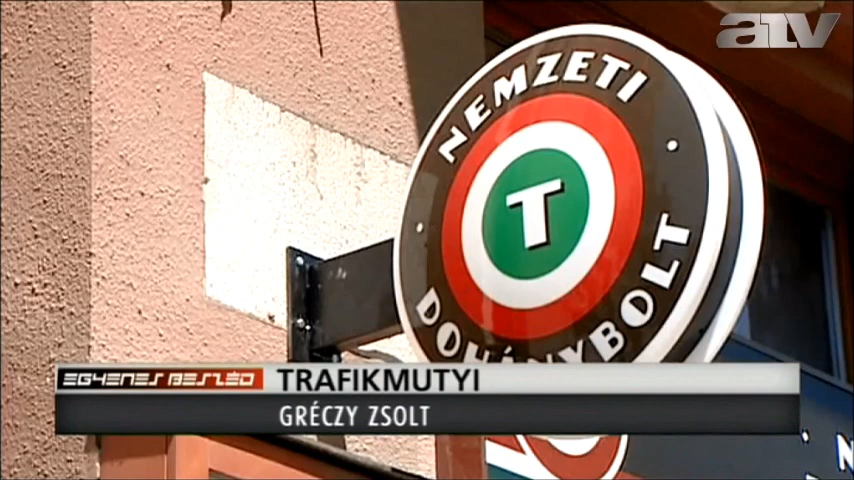 atv
NEMZETI
T
DOHÁNYBOLT
EGYENES BESZÉD
TRAFIKMUTYI
GRÉCZY ZSOLT
N